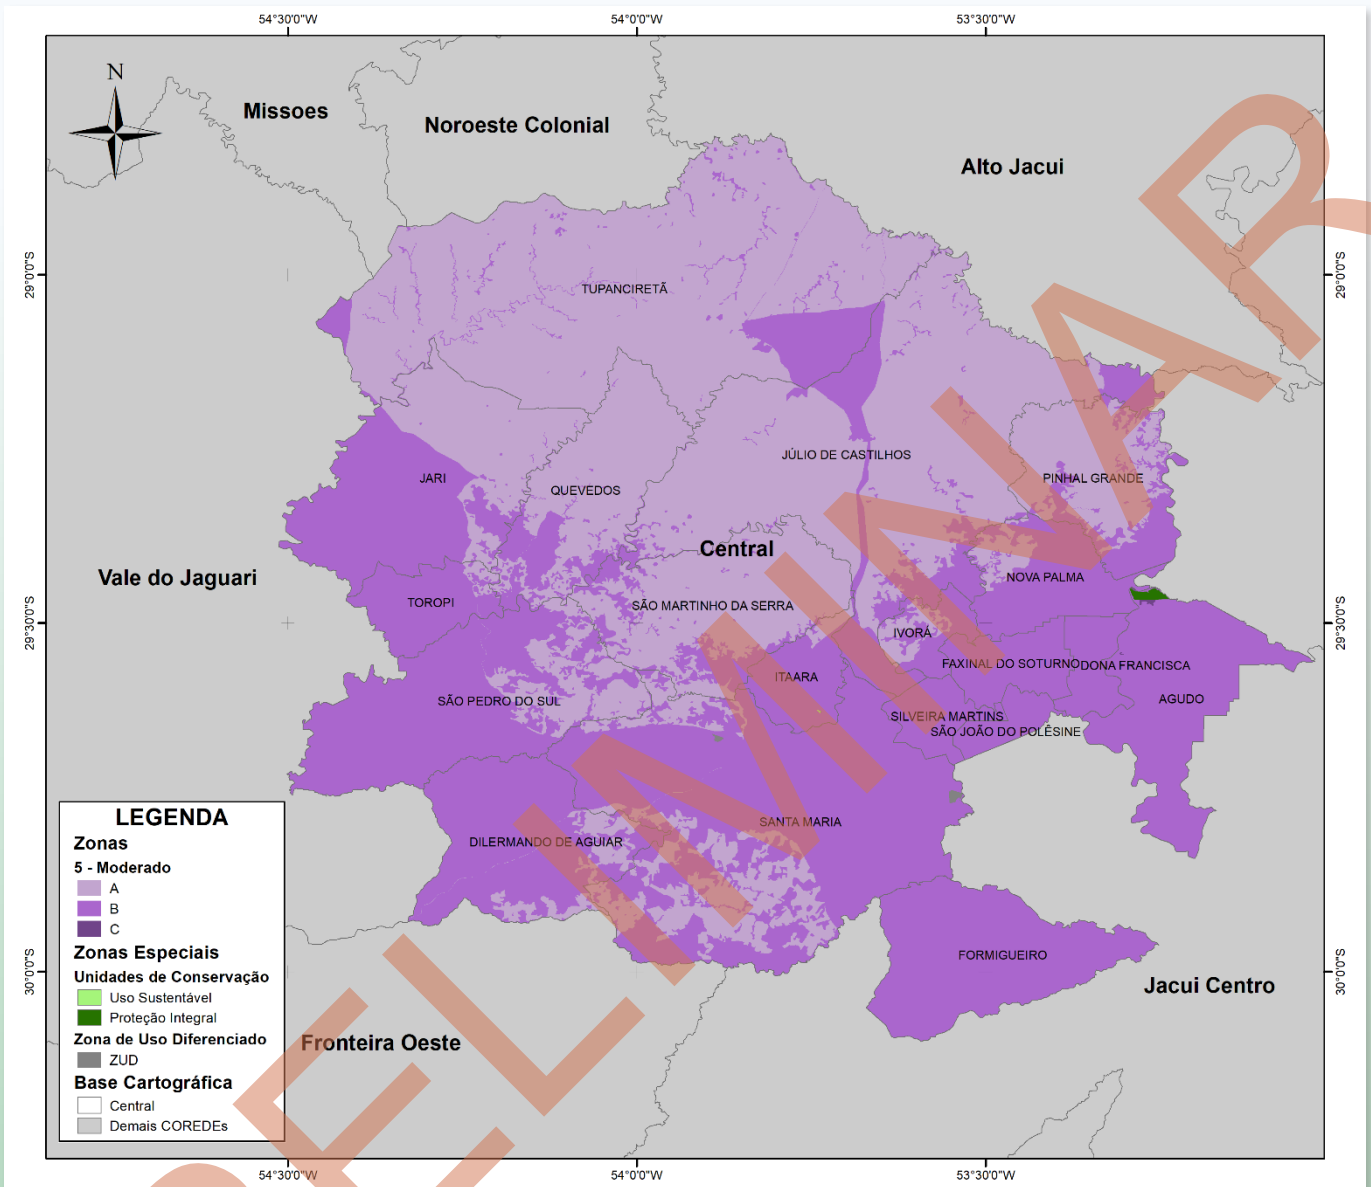 54°30'0"W
54°0'0"W
53°30'0"W
N
Missoes
Noroeste Colonial
Alto Jacui
29°0'0"S
29°0'0"S
TUPANCIRETÃ
JÚLIO DE CASTILHOS
JARI
QUEVEDOS
PINHAL GRANDE
Central
Vale do Jaguari
NOVA PALMA
TOROPI
SÃO MARTINHO DA SERRA
29°30'0"S
29°30'0"S
IVORÁ
FAXINAL DO SOTURNO
DONA FRANCISCA
ITAARA
SÃO PEDRO DO SUL
AGUDO
SILVEIRA MARTINS
SÃO JOÃO DO POLÊSINE
SANTA MARIA
DILERMANDO DE AGUIAR
FORMIGUEIRO
30°0'0"S
30°0'0"S
Jacui Centro
Fronteira Oeste
LEGENDA
Zonas
5 - Moderado
A
B
C
Zonas Especiais
Unidades de Conservação
Uso Sustentável
Proteção Integral
Zona de Uso Diferenciado
ZUD
Base Cartográfica
Central
Demais COREDEs
54°30'0"W
54°0'0"W
53°30'0"W
PRELIMINAR